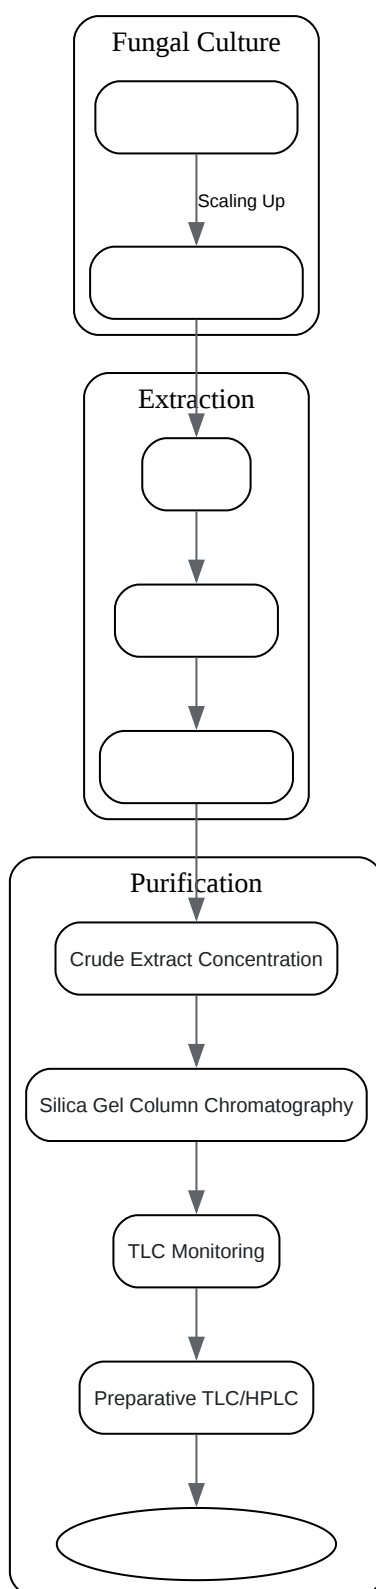 Fungal Culture
Scaling Up
Extraction
Purification
Crude Extract Concentration
Silica Gel Column Chromatography
TLC Monitoring
Preparative TLC/HPLC